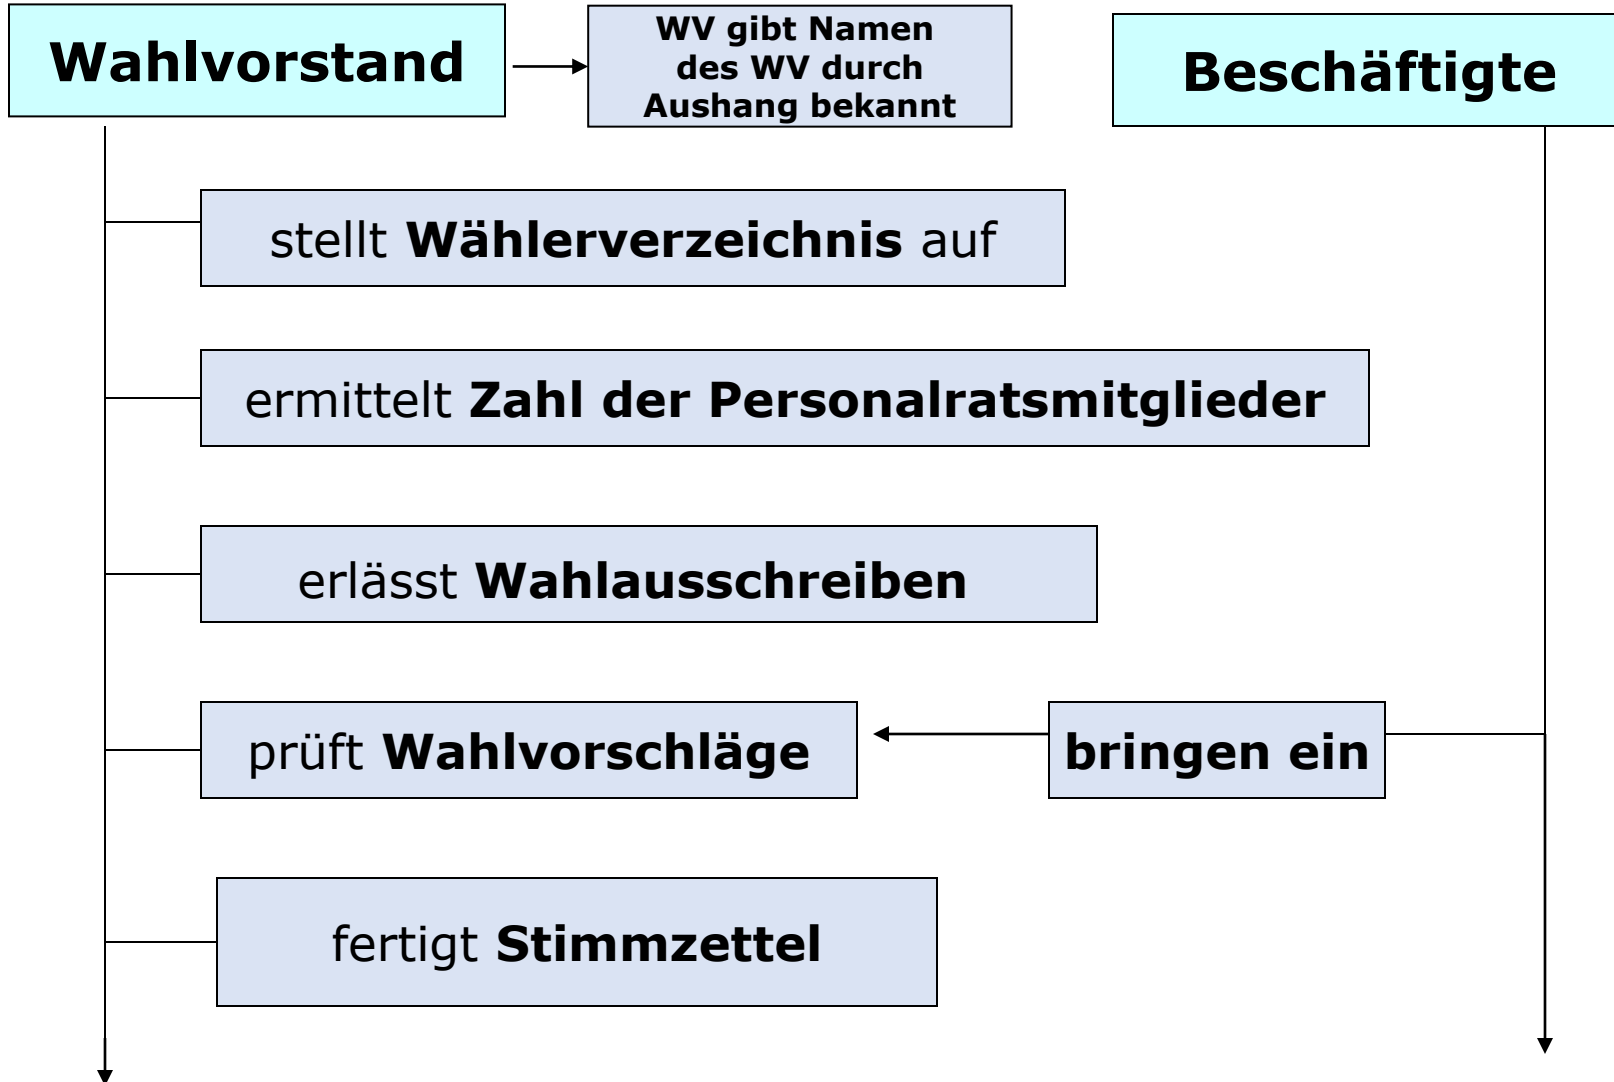 Wahlvorstand
WV gibt Namen
des WV durch
Aushang bekannt
Beschäftigte
stellt Wählerverzeichnis auf
ermittelt Zahl der Personalratsmitglieder
erlässt Wahlausschreiben
prüft Wahlvorschläge
bringen ein
fertigt Stimmzettel